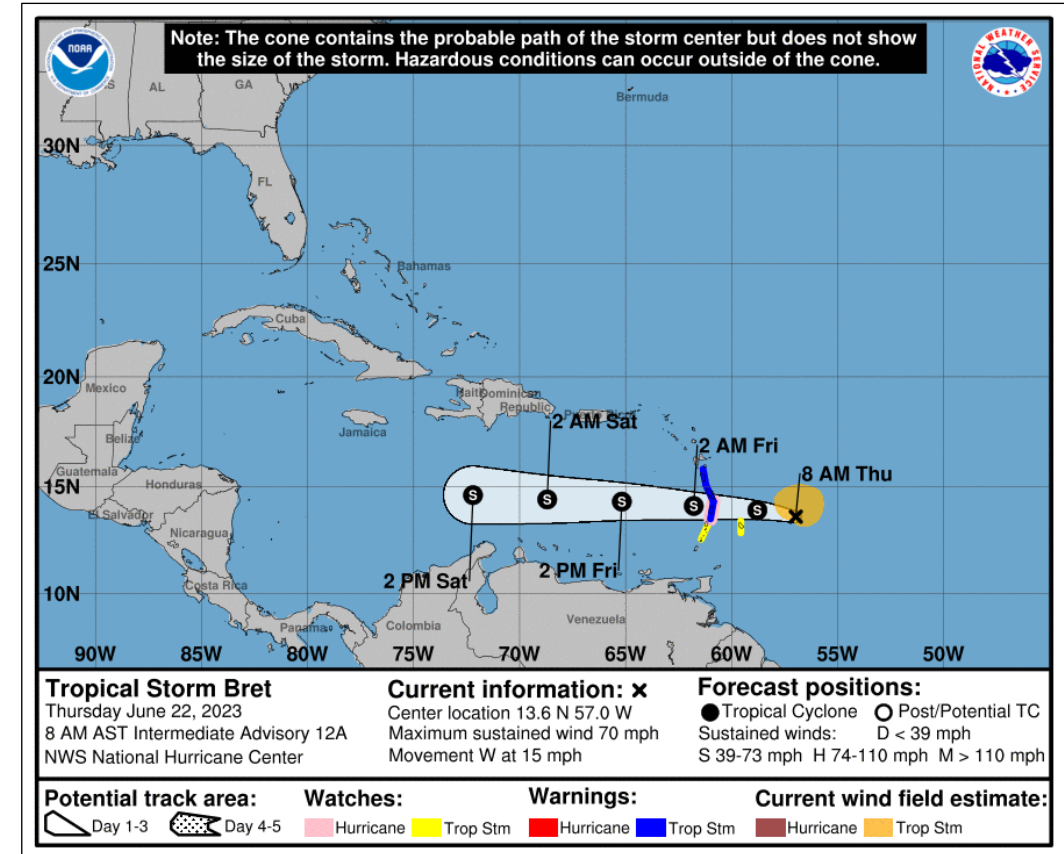 Note: The cone contains the probable path of the storm center but does not show
the size of the storm. Hazardous conditions can occur outside of the cone.
NOAA
NATIONAL WEATHER SERVICE
AL
GA
Bermuda
30N
FL
25N
Bahamas
Cuba
20N
Mexico
Haiti
Dominican
Republic
Puerto Rico
Jamaica
2 AM Sat
Belize
2 AM Fri
Guatemala
8 AM Thu
Honduras
15N
S
S
S
S
S
El Salvador
Nicaragua
2 PM Sat
2 PM Fri
Costa Rica
10N
Panama
Colombia
Venezuela
90W 85W 80W 75W 70W 65W 60W 55W 50W
Tropical Storm Bret
Thursday June 22, 2023
8 AM AST Intermediate Advisory 12A
NWS National Hurricane Center
Current information: x
Center location 13.6 N 57.0 W
Maximum sustained wind 70 mph
Movement W at 15 mph
Forecast positions:
Tropical Cyclone Post/Potential TC
Sustained winds: D < 39 mph
S 39-73 mph H 74-110 mph M > 110 mph
Potential track area:
Day 1-3 Day 4-5
Watches:
Hurricane Trop Stm
Warnings:
Hurricane Trop Stm
Current wind field estimate:
Hurricane Trop Stm